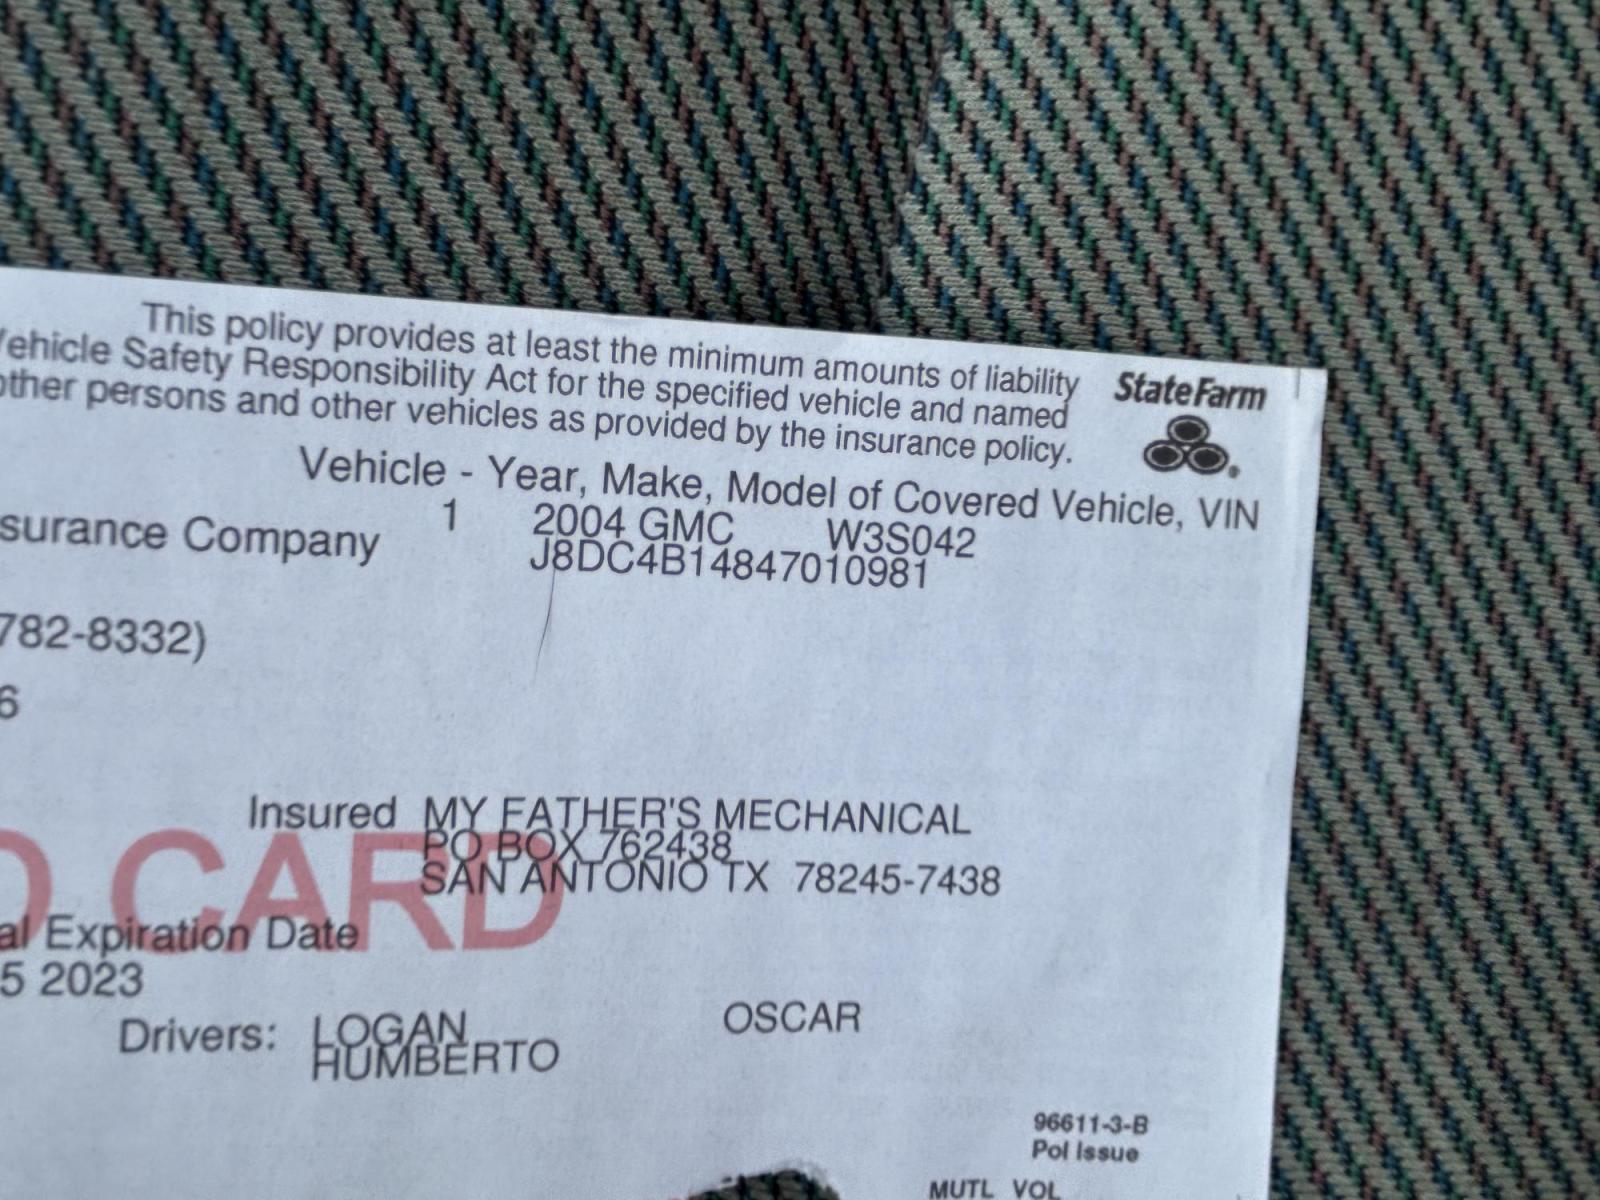 This policy provides at least the minimum amounts of liability
Vehicle Safety Responsibility Act for the specified vehicle and named
other persons and other vehicles as provided by the insurance policy.
StateFarm
Vehicle - Year, Make, Model of Covered Vehicle, VIN
1 2004 GMC W3S042
J8DC4B14847010981
surance Company
782-8332)
6
Insured MY FATHER'S MECHANICAL
PO BOX 762438
SAN ANTONIO TX 78245-7438
D CARD
al Expiration Date
5 2023
Drivers: LOGAN OSCAR
HUMBERTO
96611-3-B
Pol Issue
MUTL VOL